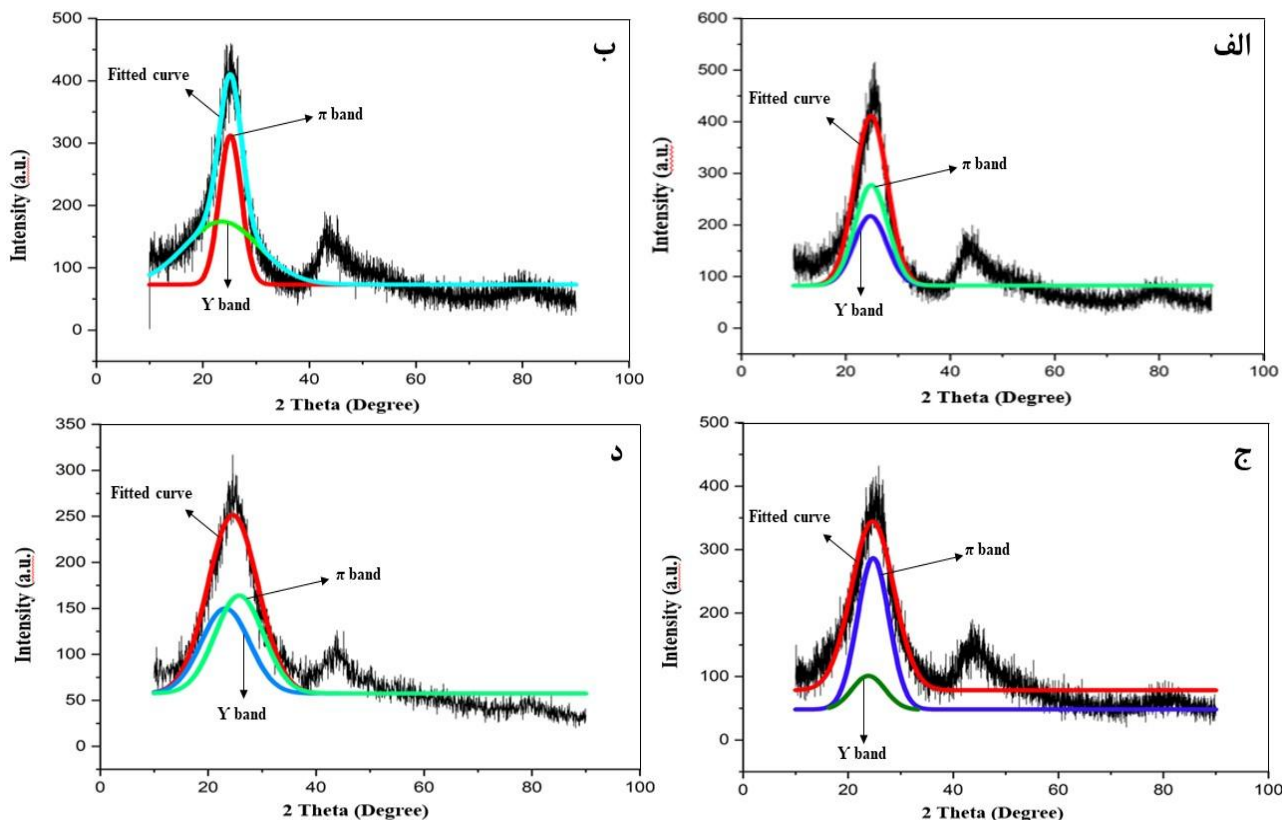 ب
Fitted curve
π band
Y band
Intensity (a.u.)
500
400
300
200
100
0
0 20 40 60 80 100
2 Theta (Degree)
الف
Fitted curve
π band
Y band
Intensity (a.u.)
600
500
400
300
200
100
0
0 20 40 60 80 100
2 Theta (Degree)
د
Fitted curve
π band
Y band
Intensity (a.u.)
350
300
250
200
150
100
50
0
0 20 40 60 80 100
2 Theta (Degree)
ج
Fitted curve
π band
Y band
Intensity (a.u.)
500
400
300
200
100
0
0 20 40 60 80 100
2 Theta (Degree)